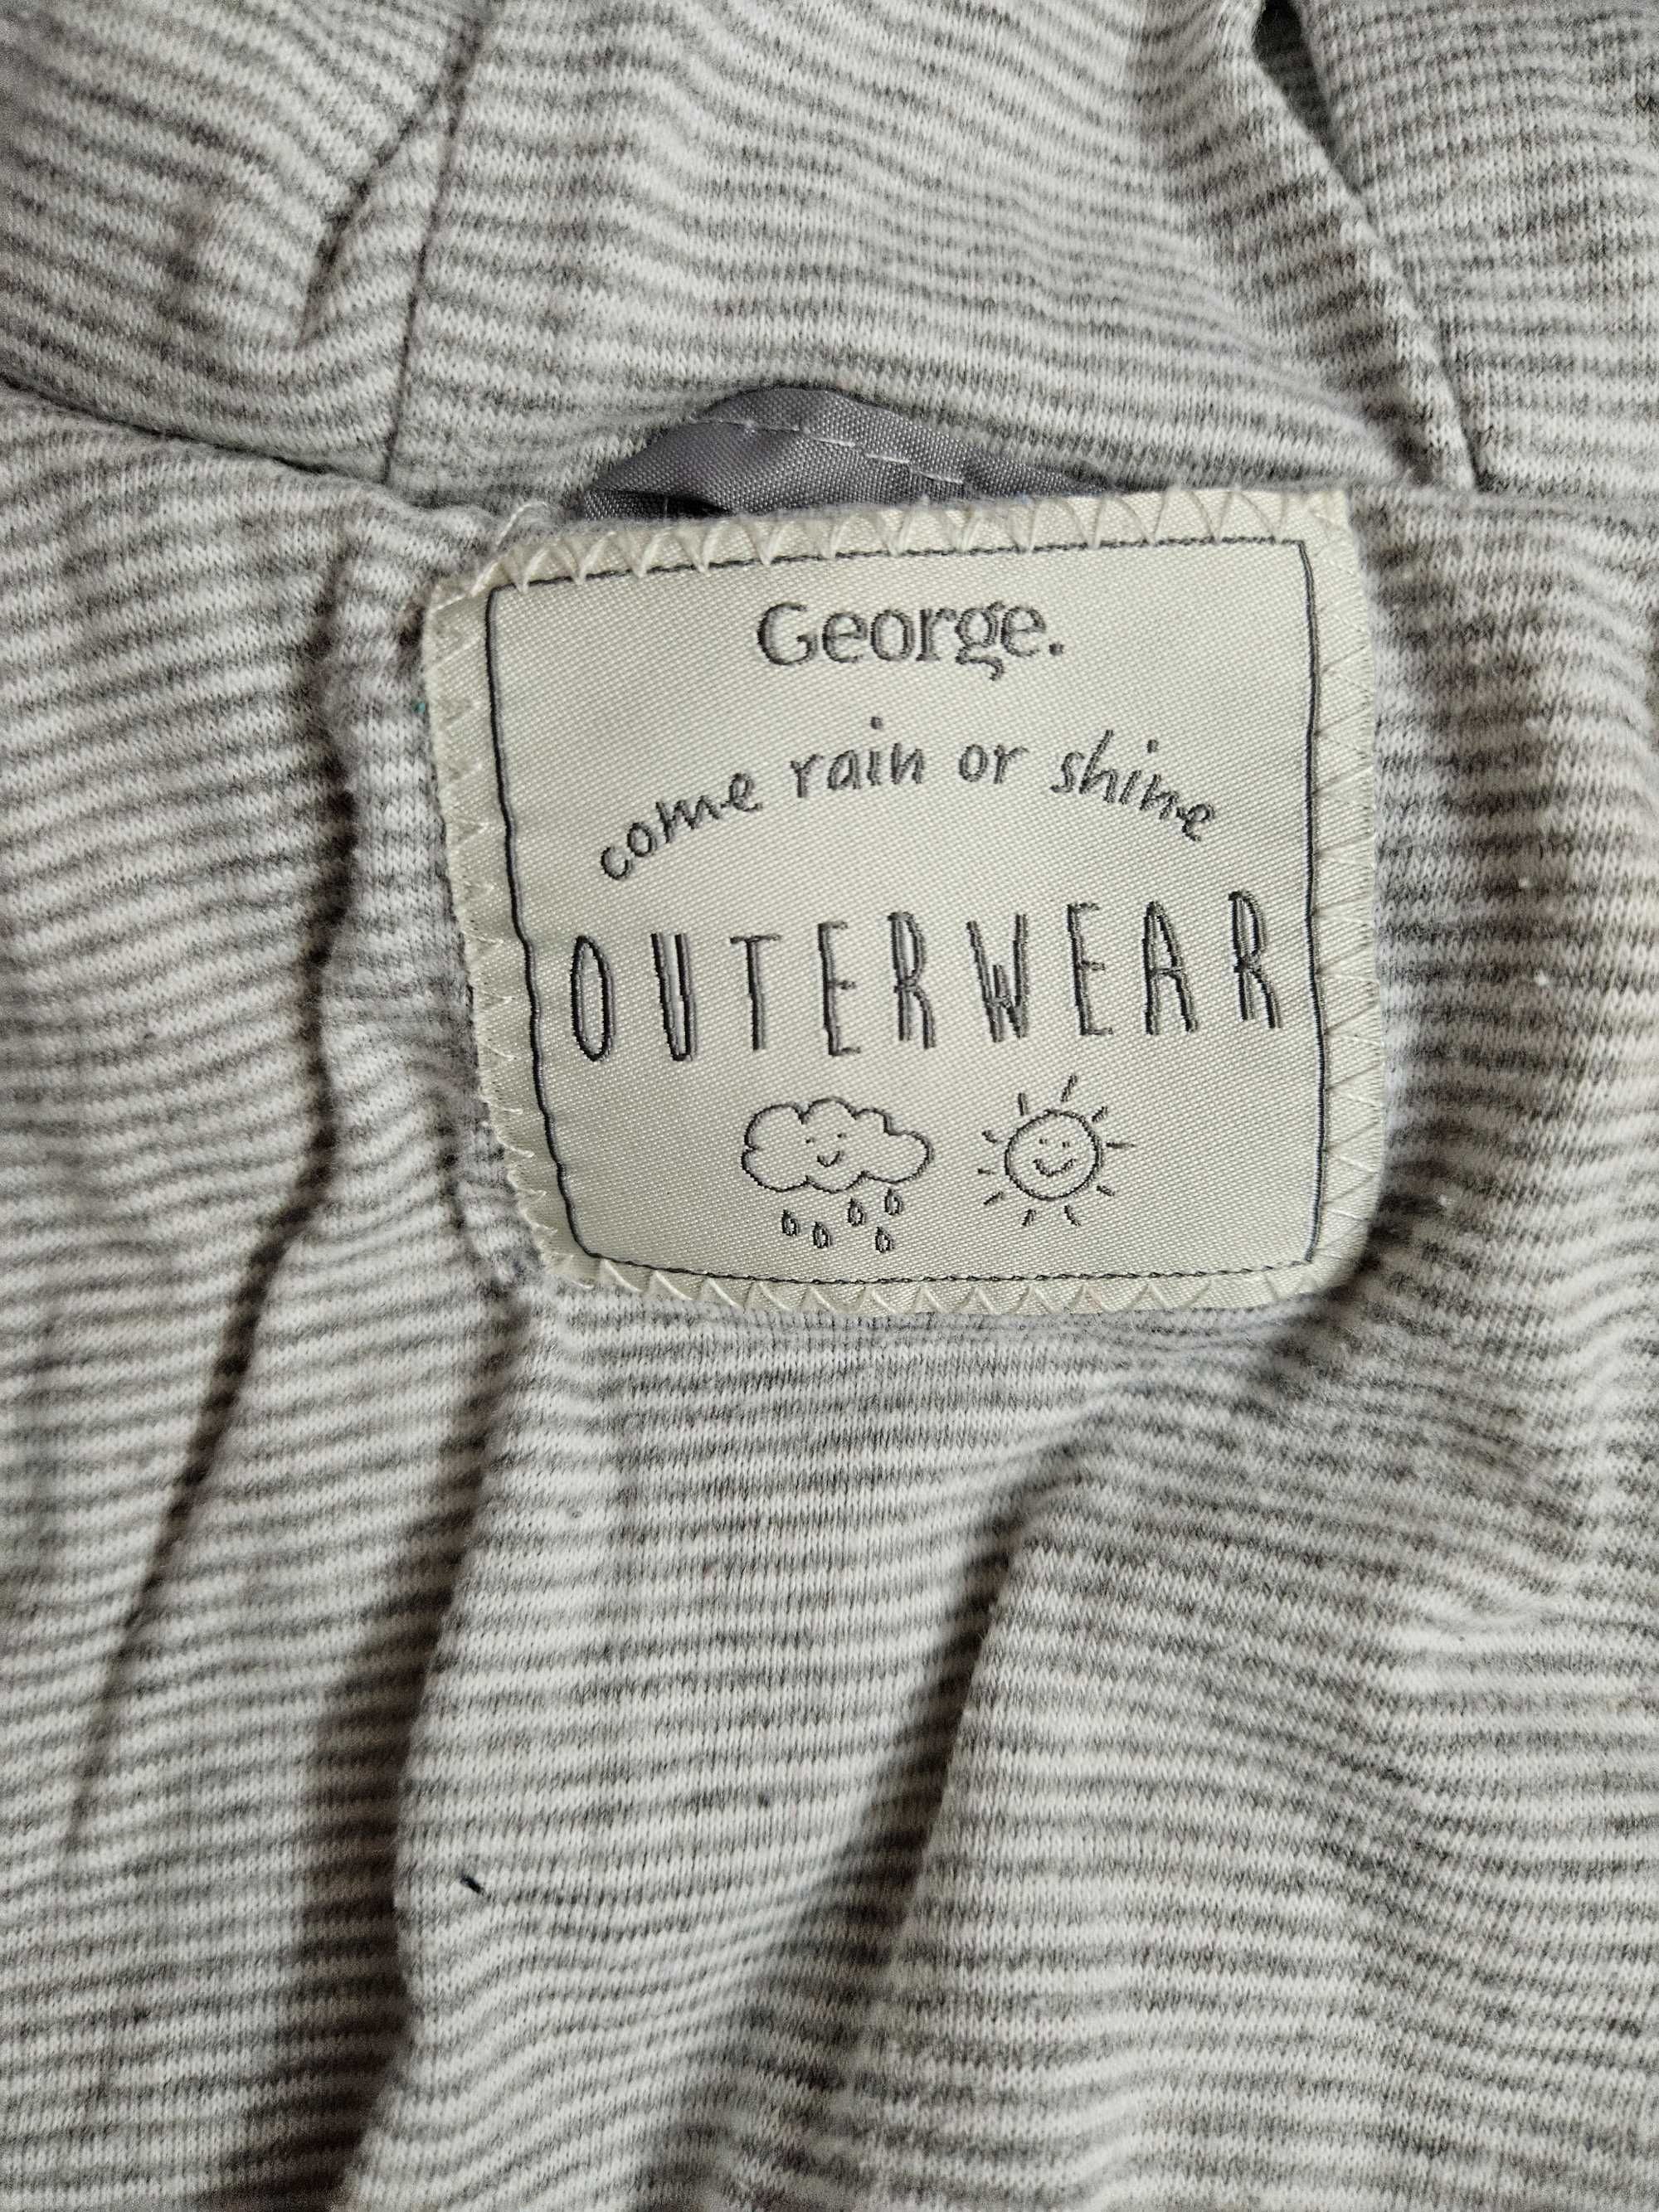 George.
come rain or shine
OUTERWEAR